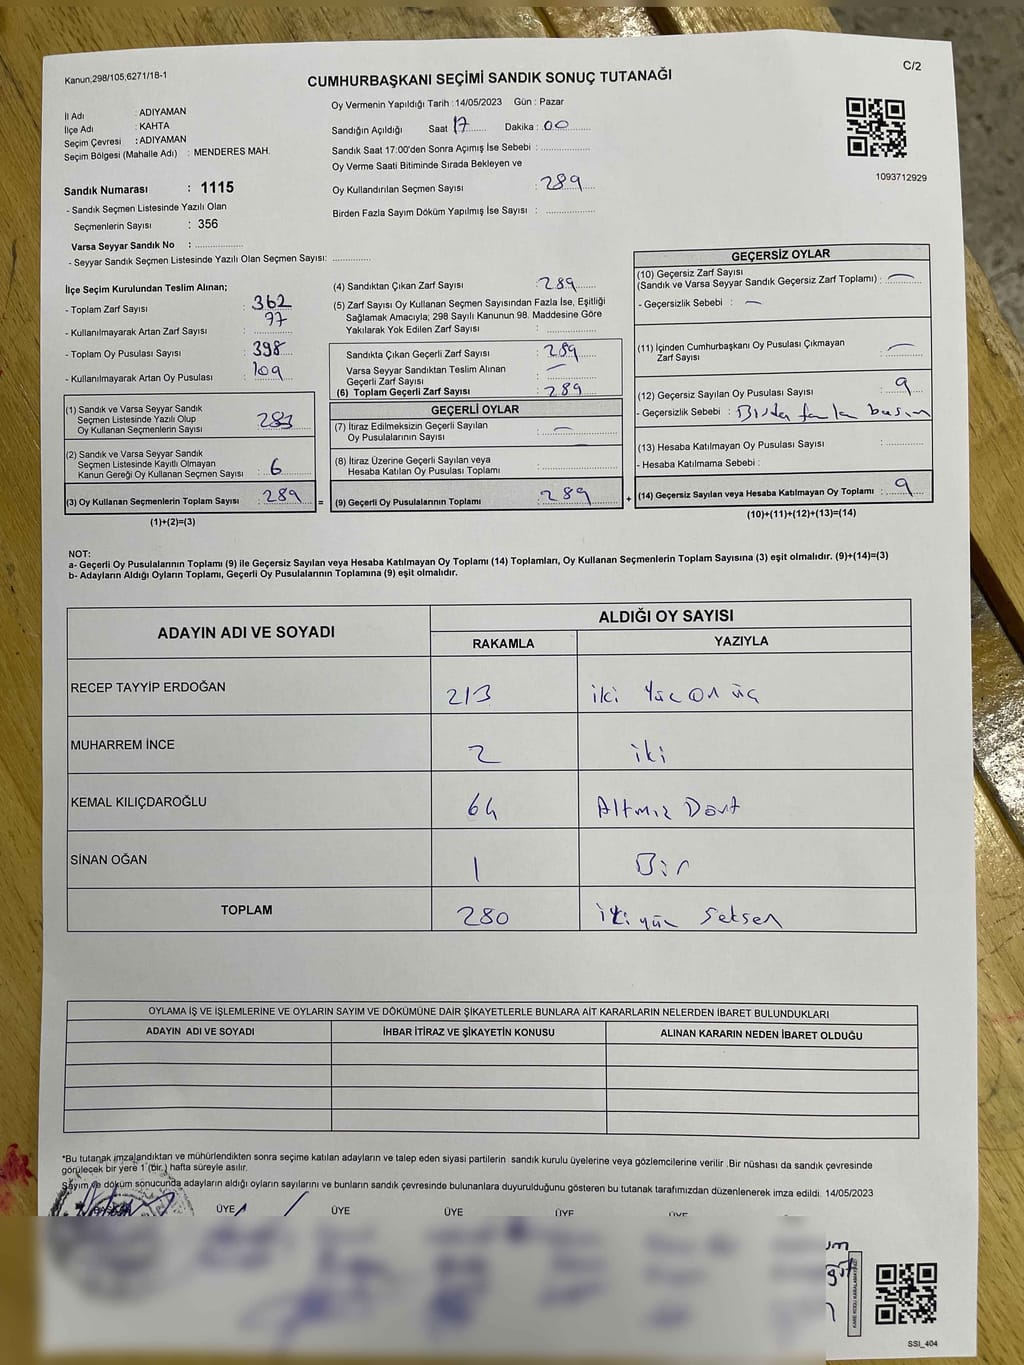 Kanun;298/105,6271/18-1
CUMHURBAŞKANI SEÇİMİ SANDIK SONUÇ TUTANAĞI
C/2
İl Adı : ADIYAMAN
İlçe Adı : KAHTA
Seçim Çevresi : ADIYAMAN
Seçim Bölgesi (Mahalle Adı) : MENDERES MAH.
Sandık Numarası : 1115
- Sandık Seçmen Listesinde Yazılı Olan
Seçmenlerin Sayısı : 356
Varsa Seyyar Sandık No : ..................
- Seyyar Sandık Seçmen Listesinde Yazılı Olan Seçmen Sayısı: ..............
Oy Vermenin Yapıldığı Tarih :14/05/2023 Gün : Pazar
Sandığın Açıldığı Saat 17 Dakika : 00
Sandık Saat 17:00'den Sonra Açımış İse Sebebi : ..................
Oy Verme Saati Bitiminde Sırada Bekleyen ve
Oy Kullandırılan Seçmen Sayısı : 289
Birden Fazla Sayım Döküm Yapılmış İse Sayısı : ..................
1093712929
İlçe Seçim Kurulundan Teslim Alınan;
- Toplam Zarf Sayısı : 362
- Kullanılmayarak Artan Zarf Sayısı : 77
- Toplam Oy Pusulası Sayısı : 398
- Kullanılmayarak Artan Oy Pusulası : 109
(1) Sandık ve Varsa Seyyar Sandık
Seçmen Listesinde Yazılı Olup
Oy Kullanan Seçmenlerin Sayısı : 283
(2) Sandık ve Varsa Seyyar Sandık
Seçmen Listesinde Kayıtlı Olmayan
Kanun Gereği Oy Kullanan Seçmen Sayısı : 6
(3) Oy Kullanan Seçmenlerin Toplam Sayısı : 289 =
(1)+(2)=(3)
(4) Sandıktan Çıkan Zarf Sayısı : 289
(5) Zarf Sayısı Oy Kullanan Seçmen Sayısından Fazla İse, Eşitliği
Sağlamak Amacıyla; 298 Sayılı Kanunun 98. Maddesine Göre
Yakılarak Yok Edilen Zarf Sayısı : ..................
Sandıkta Çıkan Geçerli Zarf Sayısı : 289
Varsa Seyyar Sandıktan Teslim Alınan
Geçerli Zarf Sayısı : —
(6) Toplam Geçerli Zarf Sayısı : 289
GEÇERLİ OYLAR
(7) İtiraz Edilmeksizin Geçerli Sayılan
Oy Pusulalarının Sayısı : —
(8) İtiraz Üzerine Geçerli Sayılan veya
Hesaba Katılan Oy Pusulası Toplamı : ..................
(9) Geçerli Oy Pusulalarının Toplamı : 289 +
GEÇERSİZ OYLAR
(10) Geçersiz Zarf Sayısı
(Sandık ve Varsa Seyyar Sandık Geçersiz Zarf Toplamı) : —
- Geçersizlik Sebebi : —
(11) İçinden Cumhurbaşkanı Oy Pusulası Çıkmayan
Zarf Sayısı : —
(12) Geçersiz Sayılan Oy Pusulası Sayısı : 9
- Geçersizlik Sebebi :
(13) Hesaba Katılmayan Oy Pusulası Sayısı : ............
- Hesaba Katılmama Sebebi :
(14) Geçersiz Sayılan veya Hesaba Katılmayan Oy Toplamı : 9
(10)+(11)+(12)+(13)=(14)
NOT:
a- Geçerli Oy Pusulalarının Toplamı (9) ile Geçersiz Sayılan veya Hesaba Katılmayan Oy Toplamı (14) Toplamları, Oy Kullanan Seçmenlerin Toplam Sayısına (3) eşit olmalıdır. (9)+(14)=(3)
b- Adayların Aldığı Oyların Toplamı, Geçerli Oy Pusulalarının Toplamına (9) eşit olmalıdır.
ADAYIN ADI VE SOYADI
ALDIĞI OY SAYISI
RAKAMLA YAZIYLA
RECEP TAYYİP ERDOĞAN 213 iki Yüz On üç
MUHARREM İNCE 2 iki
KEMAL KILIÇDAROĞLU 64 Altmız Dört
SİNAN OĞAN 1 Bir
TOPLAM 280 iki yüz Seksen
OYLAMA İŞ VE İŞLEMLERİNE VE OYLARIN SAYIM VE DÖKÜMÜNE DAİR ŞİKAYETLERLE BUNLARA AİT KARARLARIN NELERDEN İBARET BULUNDUKLARI
ADAYIN ADI VE SOYADI İHBAR İTİRAZ VE ŞİKAYETİN KONUSU ALINAN KARARIN NEDEN İBARET OLDUĞU
*Bu tutanak imzalandıktan ve mühürlendikten sonra seçime katılan adayların ve talep eden siyasi partilerin sandık kurulu üyelerine veya gözlemcilerine verilir .Bir nüshası da sandık çevresinde
görülecek bir yere 1 (bir ) hafta süreyle asılır.
Sayım ve döküm sonucunda adayların aldığı oyların sayılarını ve bunların sandık çevresinde bulunanlara duyurulduğunu gösteren bu tutanak tarafımızdan düzenlenerek imza edildi. 14/05/2023
BAŞKAN ÜYE ÜYE ÜYE ÜYE ÜYE
SSİ_404